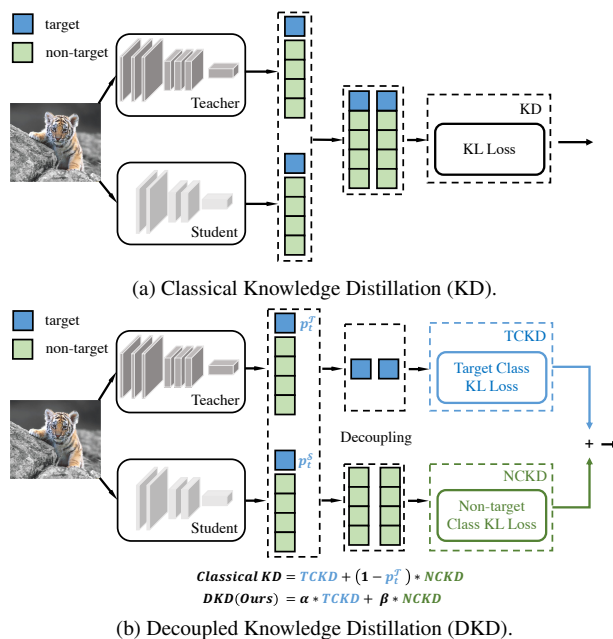 target
non-target
Teacher
Student
KD
KL Loss
(a) Classical Knowledge Distillation (KD).
target
non-target
Teacher
Student
p_t^𝒯
p_t^𝒮
Decoupling
TCKD
Target Class
KL Loss
+
NCKD
Non-target
Class KL Loss
Classical KD = TCKD + (1 − p_t^𝒯) * NCKD
DKD(Ours) = α * TCKD + β * NCKD
(b) Decoupled Knowledge Distillation (DKD).